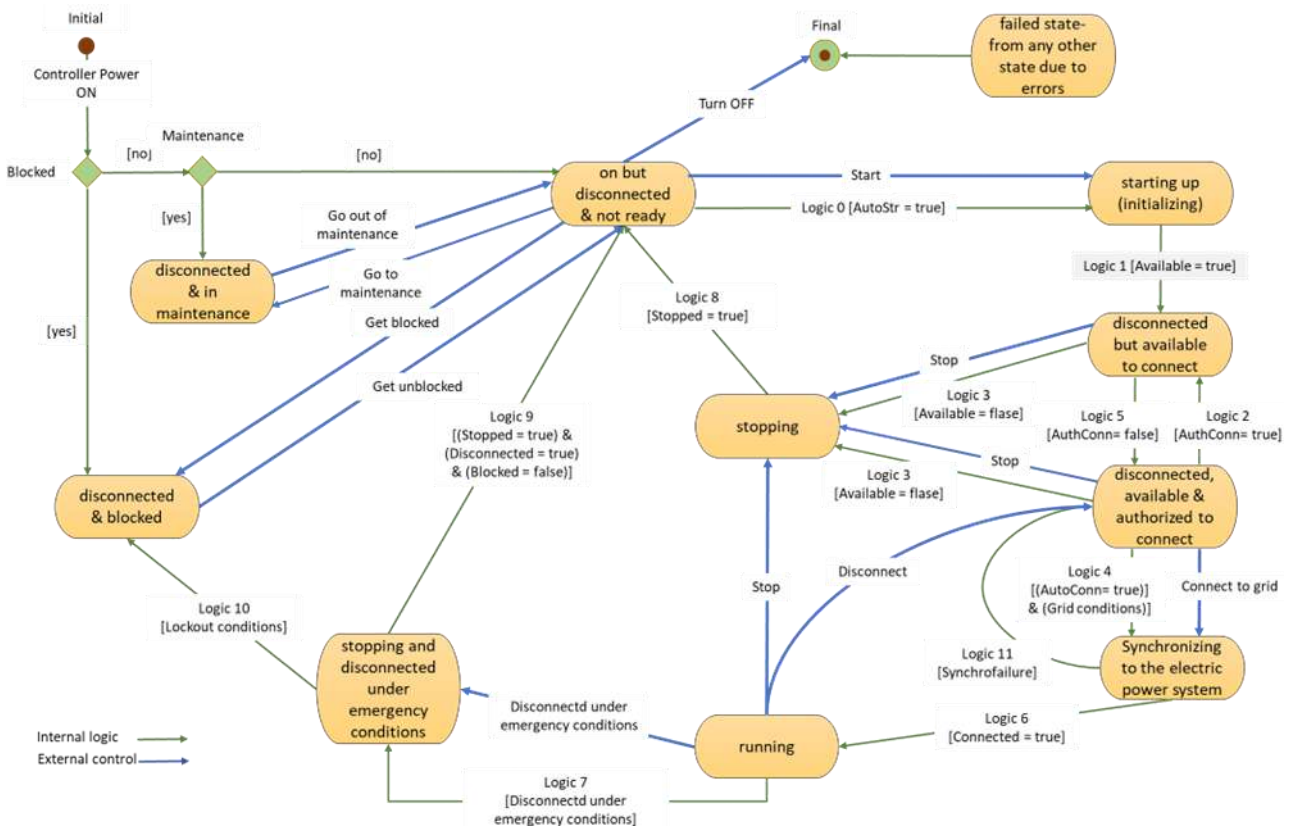 Initial
Final
failed state-
from any other
state due to
errors
Controller Power
ON
Turn OFF
Maintenance
[no]
[no]
Blocked
on but
disconnected
& not ready
Start
starting up
(initializing)
Logic 0 [AutoStr = true]
[yes]
Go out of
maintenance
Logic 1 [Available = true]
disconnected
& in
maintenance
Go to
maintenance
Logic 8
[Stopped = true]
[yes]
Get blocked
disconnected
but available
to connect
Stop
Get unblocked
Logic 3
[Available = flase]
Logic 5
[AuthConn= false]
Logic 2
[AuthConn= true]
Logic 9
[(Stopped = true) &
(Disconnected = true)
& (Blocked = false)]
stopping
Stop
Logic 3
[Available = flase]
disconnected,
available &
authorized to
connect
disconnected
& blocked
Disconnect
Stop
Logic 4
[(AutoConn= true)]
& (Grid conditions)]
Connect to grid
Logic 10
[Lockout conditions]
stopping and
disconnected
under
emergency
conditions
Logic 11
[Synchrofailure]
Synchronizing
to the electric
power system
Disconnectd under
emergency conditions
Logic 6
[Connected = true]
running
Internal logic
External control
Logic 7
[Disconnectd under
emergency conditions]